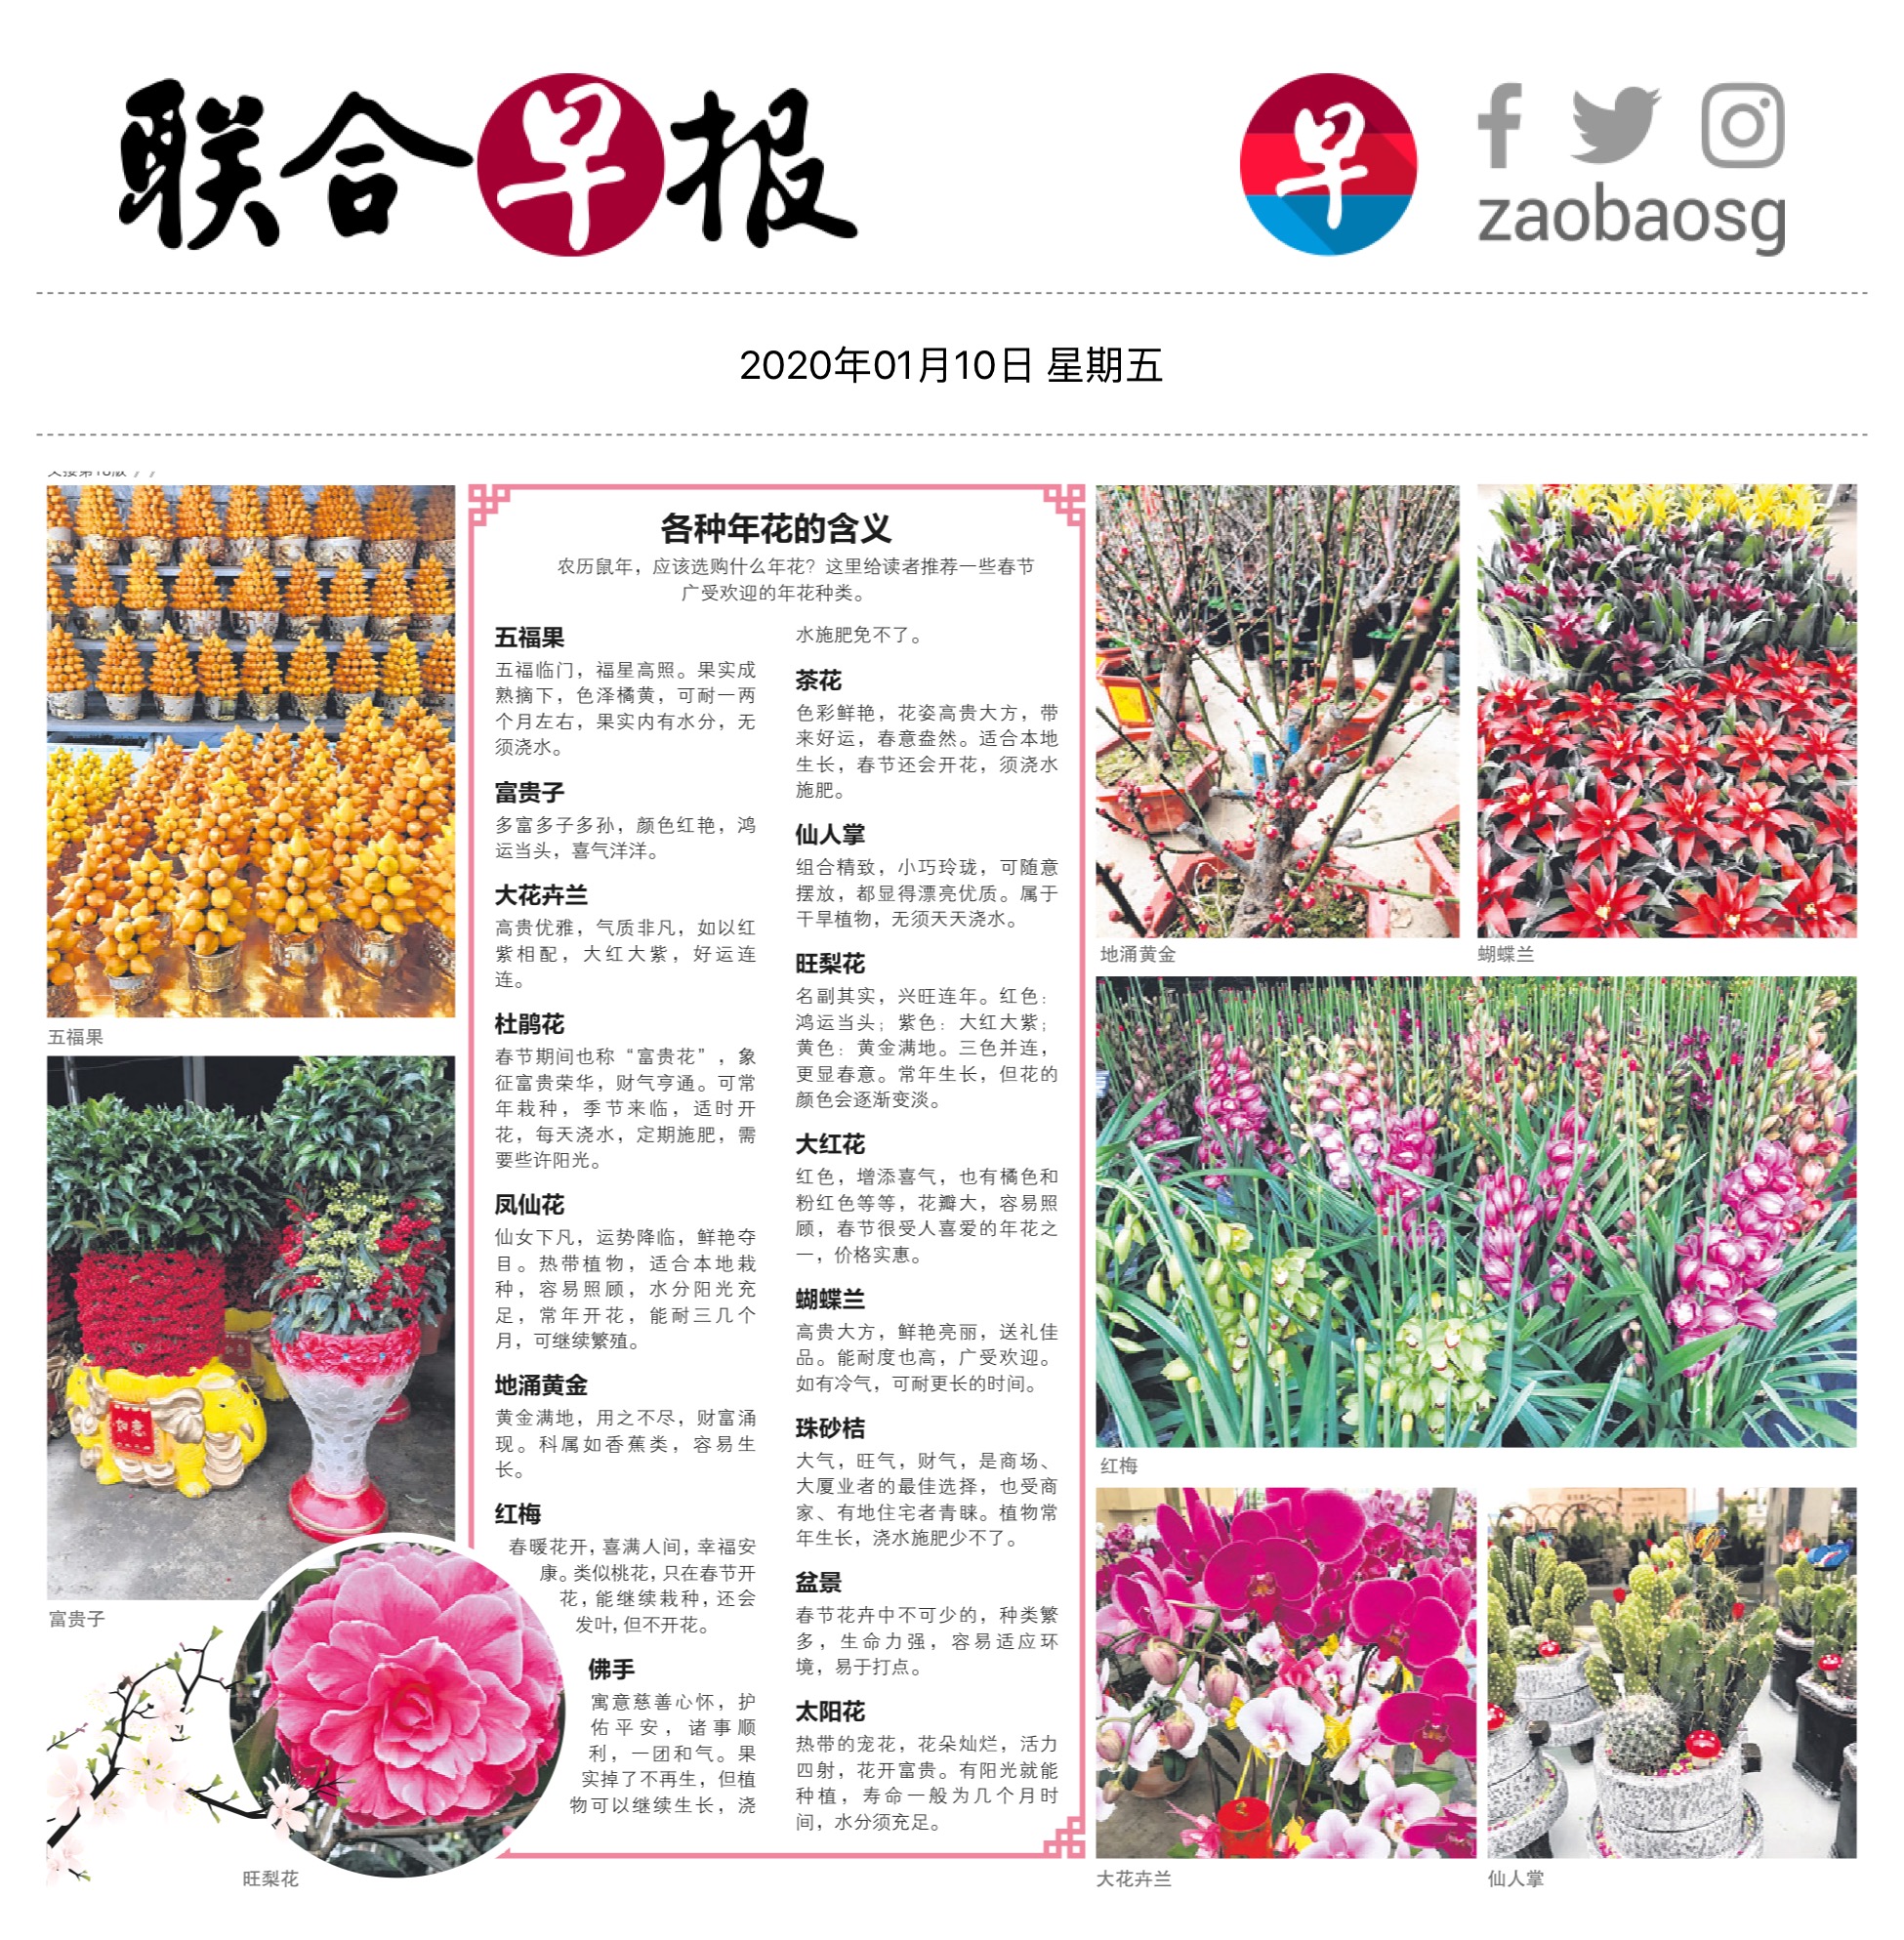 联合早报
早
zaobaosg
2020年01月10日 星期五
五福果
富贵子
旺梨花
各种年花的含义
农历鼠年，应该选购什么年花？这里给读者推荐一些春节
广受欢迎的年花种类。
五福果
五福临门，福星高照。果实成
熟摘下，色泽橘黄，可耐一两
个月左右，果实内有水分，无
须浇水。
富贵子
多富多子多孙，颜色红艳，鸿
运当头，喜气洋洋。
大花卉兰
高贵优雅，气质非凡，如以红
紫相配，大红大紫，好运连
连。
杜鹃花
春节期间也称“富贵花”，象
征富贵荣华，财气亨通。可常
年栽种，季节来临，适时开
花，每天浇水，定期施肥，需
要些许阳光。
凤仙花
仙女下凡，运势降临，鲜艳夺
目。热带植物，适合本地栽
种，容易照顾，水分阳光充
足，常年开花，能耐三几个
月，可继续繁殖。
地涌黄金
黄金满地，用之不尽，财富涌
现。科属如香蕉类，容易生
长。
红梅
春暖花开，喜满人间，幸福安
康。类似桃花，只在春节开
花，能继续栽种，还会
发叶，但不开花。
佛手
寓意慈善心怀，护
佑平安，诸事顺
利，一团和气。果
实掉了不再生，但植
物可以继续生长，浇
水施肥免不了。
茶花
色彩鲜艳，花姿高贵大方，带
来好运，春意盎然。适合本地
生长，春节还会开花，须浇水
施肥。
仙人掌
组合精致，小巧玲珑，可随意
摆放，都显得漂亮优质。属于
干旱植物，无须天天浇水。
旺梨花
名副其实，兴旺连年。红色：
鸿运当头；紫色：大红大紫；
黄色：黄金满地。三色并连，
更显春意。常年生长，但花的
颜色会逐渐变淡。
大红花
红色，增添喜气，也有橘色和
粉红色等等，花瓣大，容易照
顾，春节很受人喜爱的年花之
一，价格实惠。
蝴蝶兰
高贵大方，鲜艳亮丽，送礼佳
品。能耐度也高，广受欢迎。
如有冷气，可耐更长的时间。
珠砂桔
大气，旺气，财气，是商场、
大厦业者的最佳选择，也受商
家、有地住宅者青睐。植物常
年生长，浇水施肥少不了。
盆景
春节花卉中不可少的，种类繁
多，生命力强，容易适应环
境，易于打点。
太阳花
热带的宠花，花朵灿烂，活力
四射，花开富贵。有阳光就能
种植，寿命一般为几个月时
间，水分须充足。
地涌黄金
蝴蝶兰
红梅
大花卉兰
仙人掌